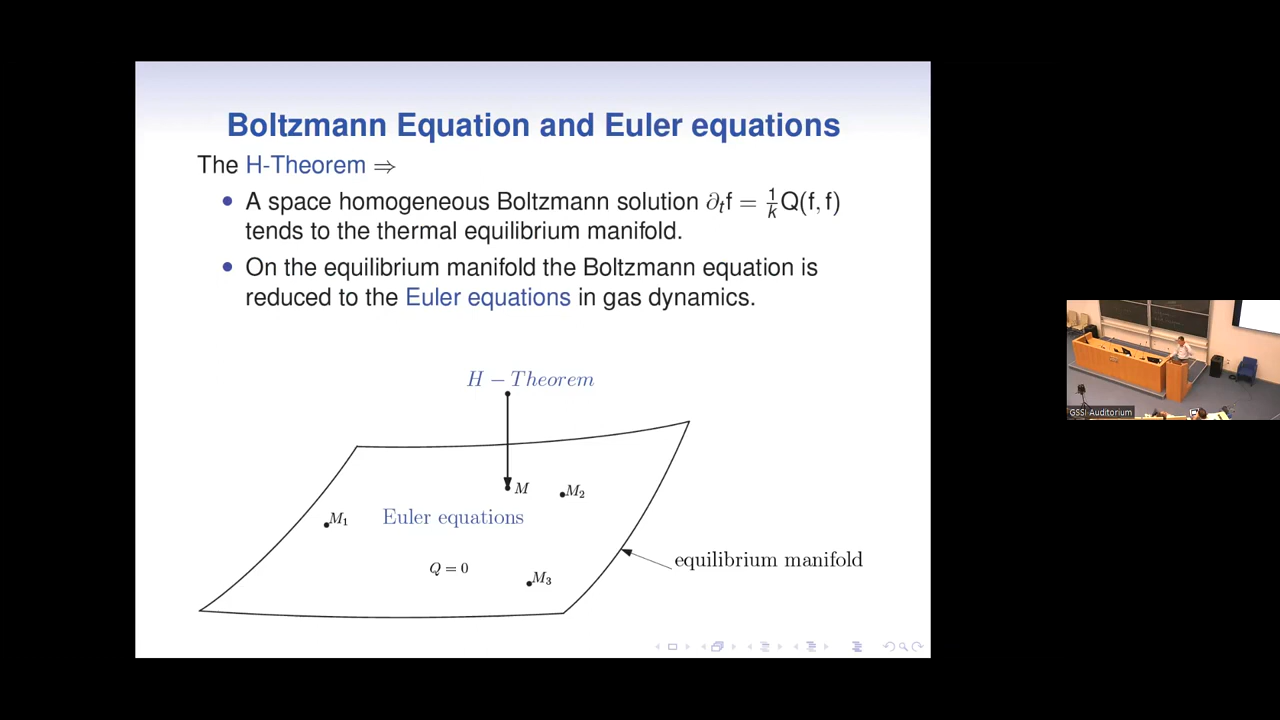 Boltzmann Equation and Euler equations
The H-Theorem ⇒
• A space homogeneous Boltzmann solution ∂ₜf = 1/k Q(f, f)
tends to the thermal equilibrium manifold.
• On the equilibrium manifold the Boltzmann equation is
reduced to the Euler equations in gas dynamics.
H − Theorem
M
M₂
M₁
Euler equations
equilibrium manifold
Q = 0
M₃
GSSI Auditorium